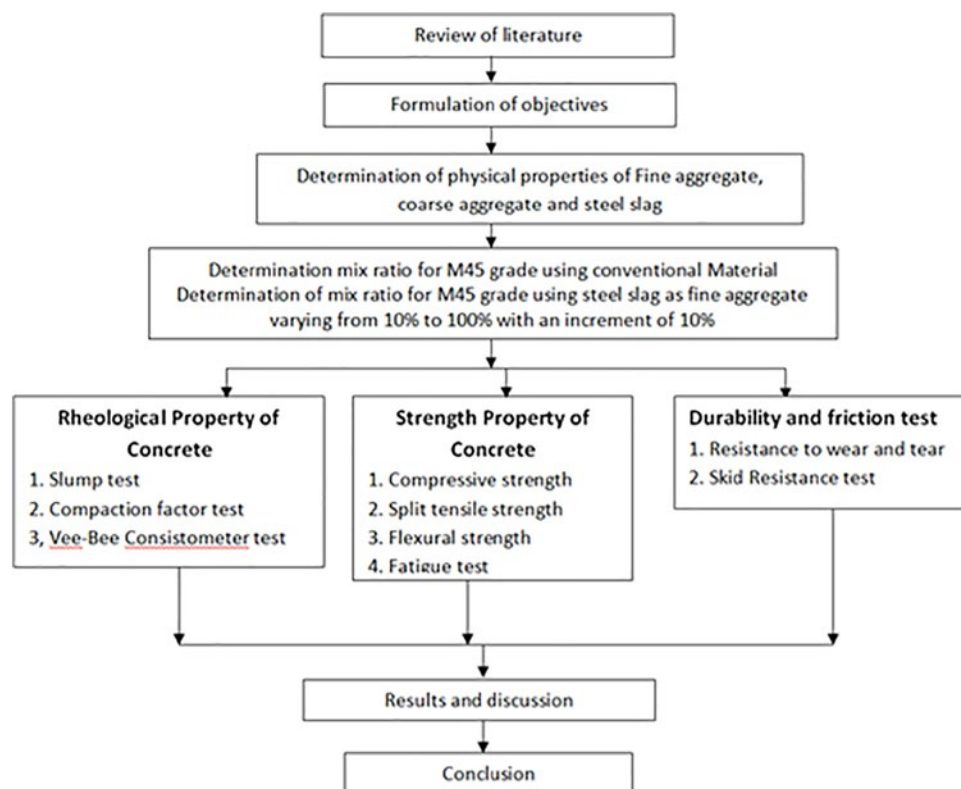 Review of literature
Formulation of objectives
Determination of physical properties of Fine aggregate,
coarse aggregate and steel slag
Determination mix ratio for M45 grade using conventional Material
Determination of mix ratio for M45 grade using steel slag as fine aggregate
varying from 10% to 100% with an increment of 10%
Rheological Property of
Concrete
1. Slump test
2. Compaction factor test
3, Vee-Bee Consistometer test
Strength Property of
Concrete
1. Compressive strength
2. Split tensile strength
3. Flexural strength
4. Fatigue test
Durability and friction test
1. Resistance to wear and tear
2. Skid Resistance test
Results and discussion
Conclusion